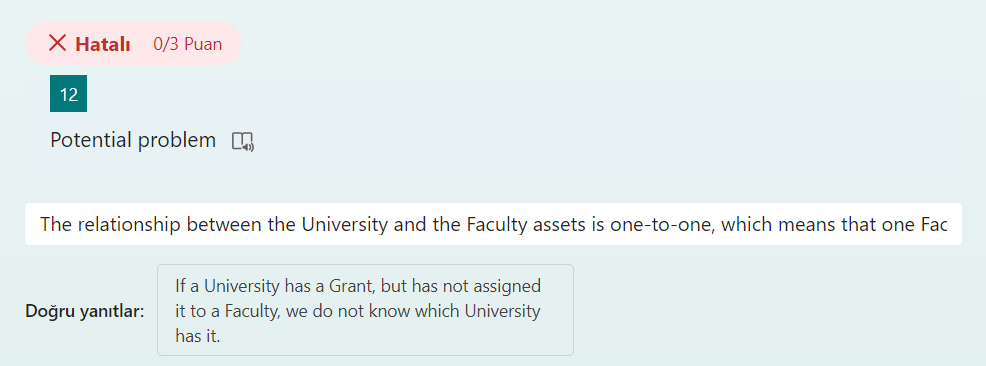 Hatalı 0/3 Puan
12
Potential problem
The relationship between the University and the Faculty assets is one-to-one, which means that one Fac
Doğru yanıtlar:
If a University has a Grant, but has not assigned
it to a Faculty, we do not know which University
has it.